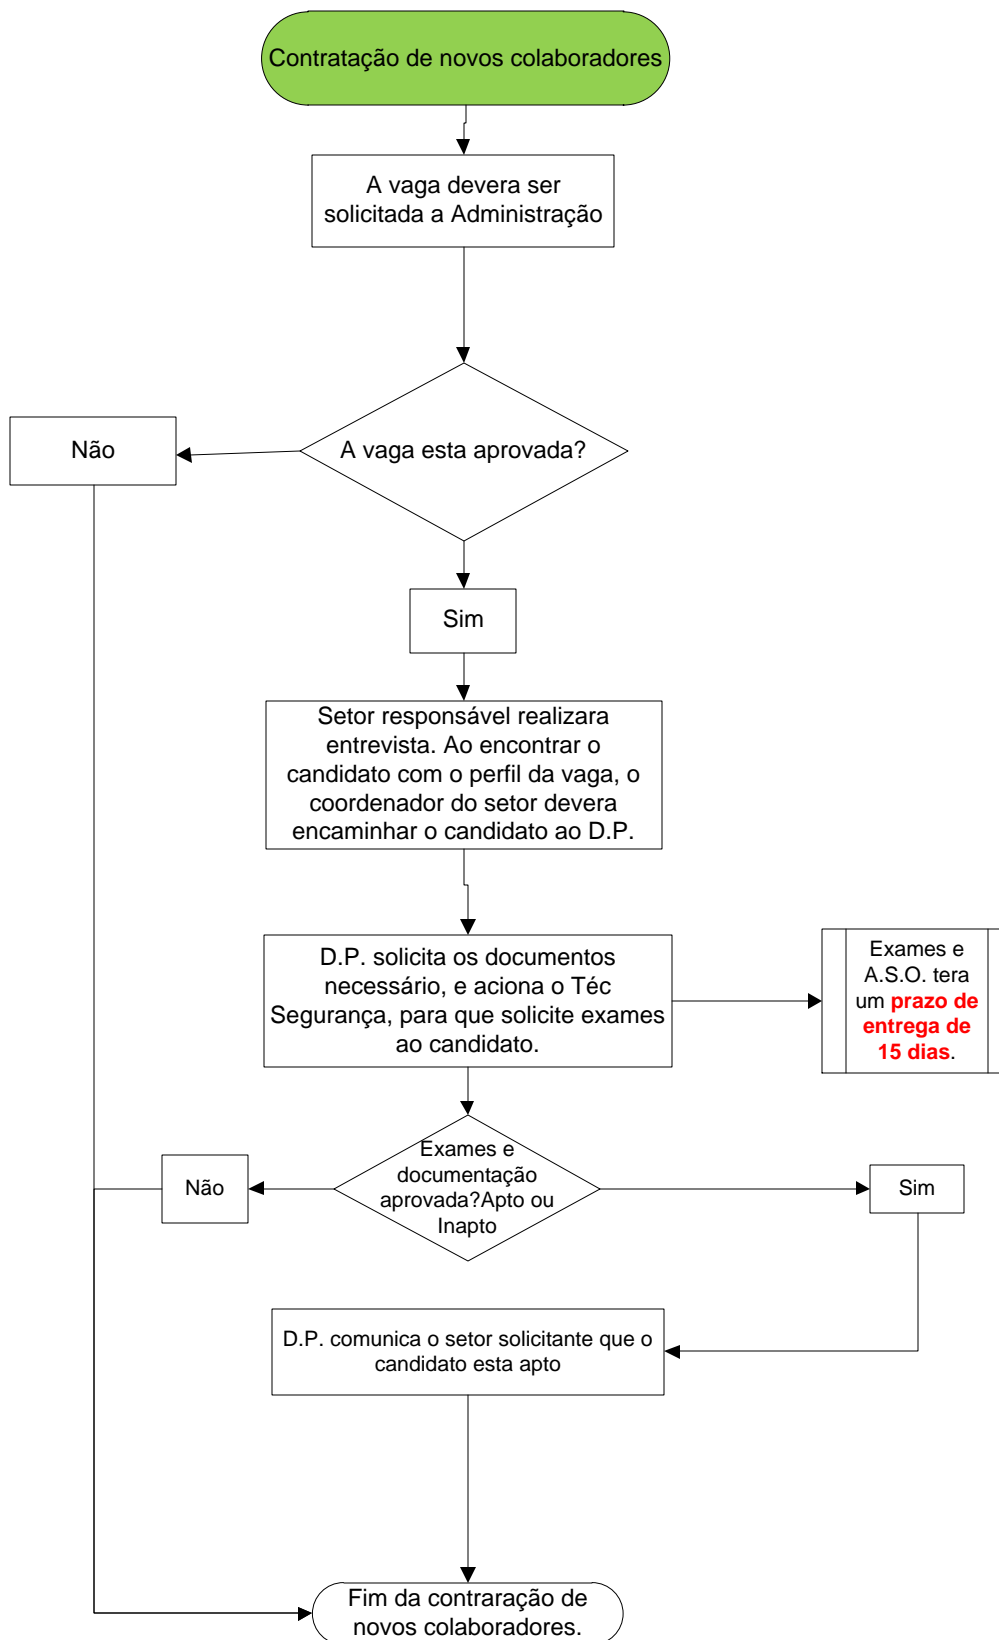 Contratação de novos colaboradores
A vaga devera ser
solicitada a Administração
Não
A vaga esta aprovada?
Sim
Setor responsável realizara
entrevista. Ao encontrar o
candidato com o perfil da vaga, o
coordenador do setor devera
encaminhar o candidato ao D.P.
D.P. solicita os documentos
necessário, e aciona o Téc
Segurança, para que solicite exames
ao candidato.
Exames e
A.S.O. tera
um prazo de
entrega de
15 dias.
Não
Exames e
documentação
aprovada?Apto ou
Inapto
Sim
D.P. comunica o setor solicitante que o
candidato esta apto
Fim da contraração de
novos colaboradores.